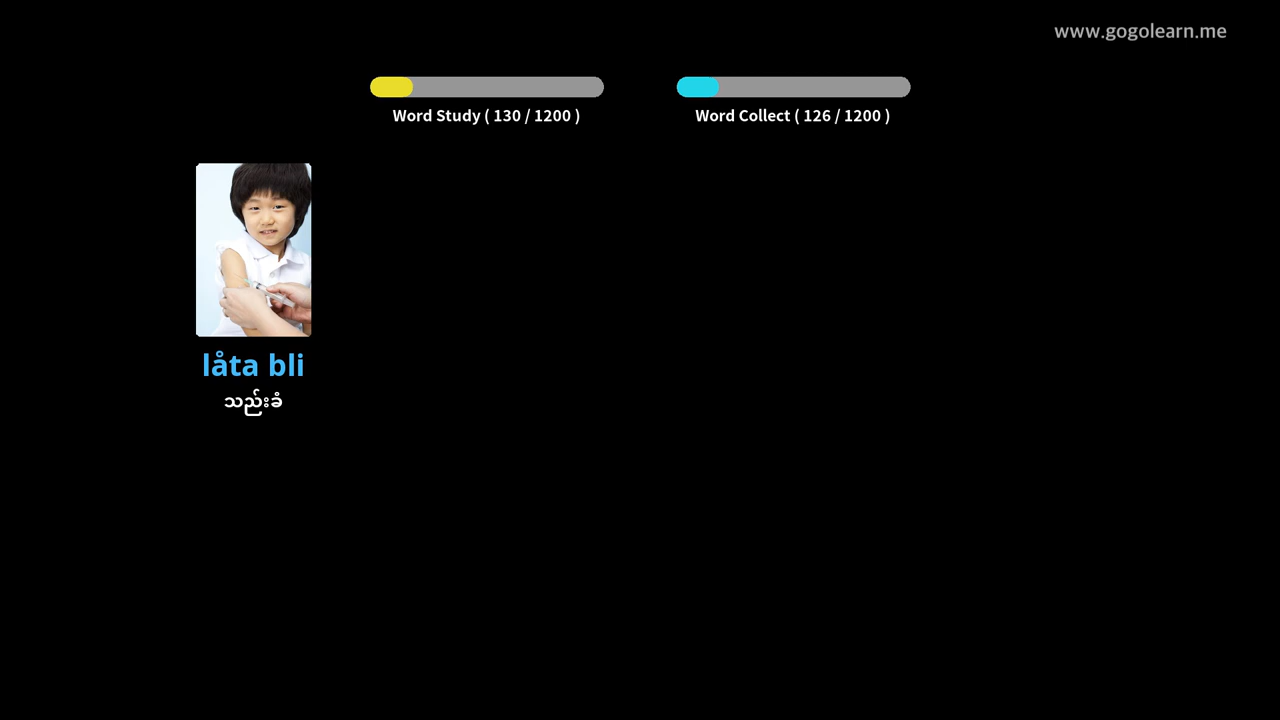 www.gogolearn.me
Word Study ( 130 / 1200 )
Word Collect ( 126 / 1200 )
låta bli
သည်းခံ